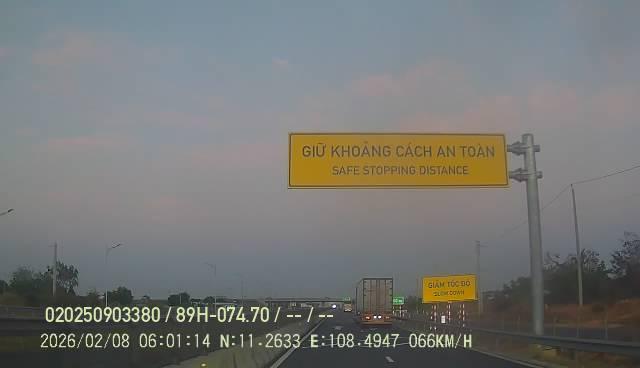 GIỮ KHOẢNG CÁCH AN TOÀN
SAFE STOPPING DISTANCE
GIẢM TỐC ĐỘ
SLOW DOWN
020250903380 / 89H-074.70 / -- / --
2026/02/08 06:01:14 N:11.2633 E:108.4947 066KM/H